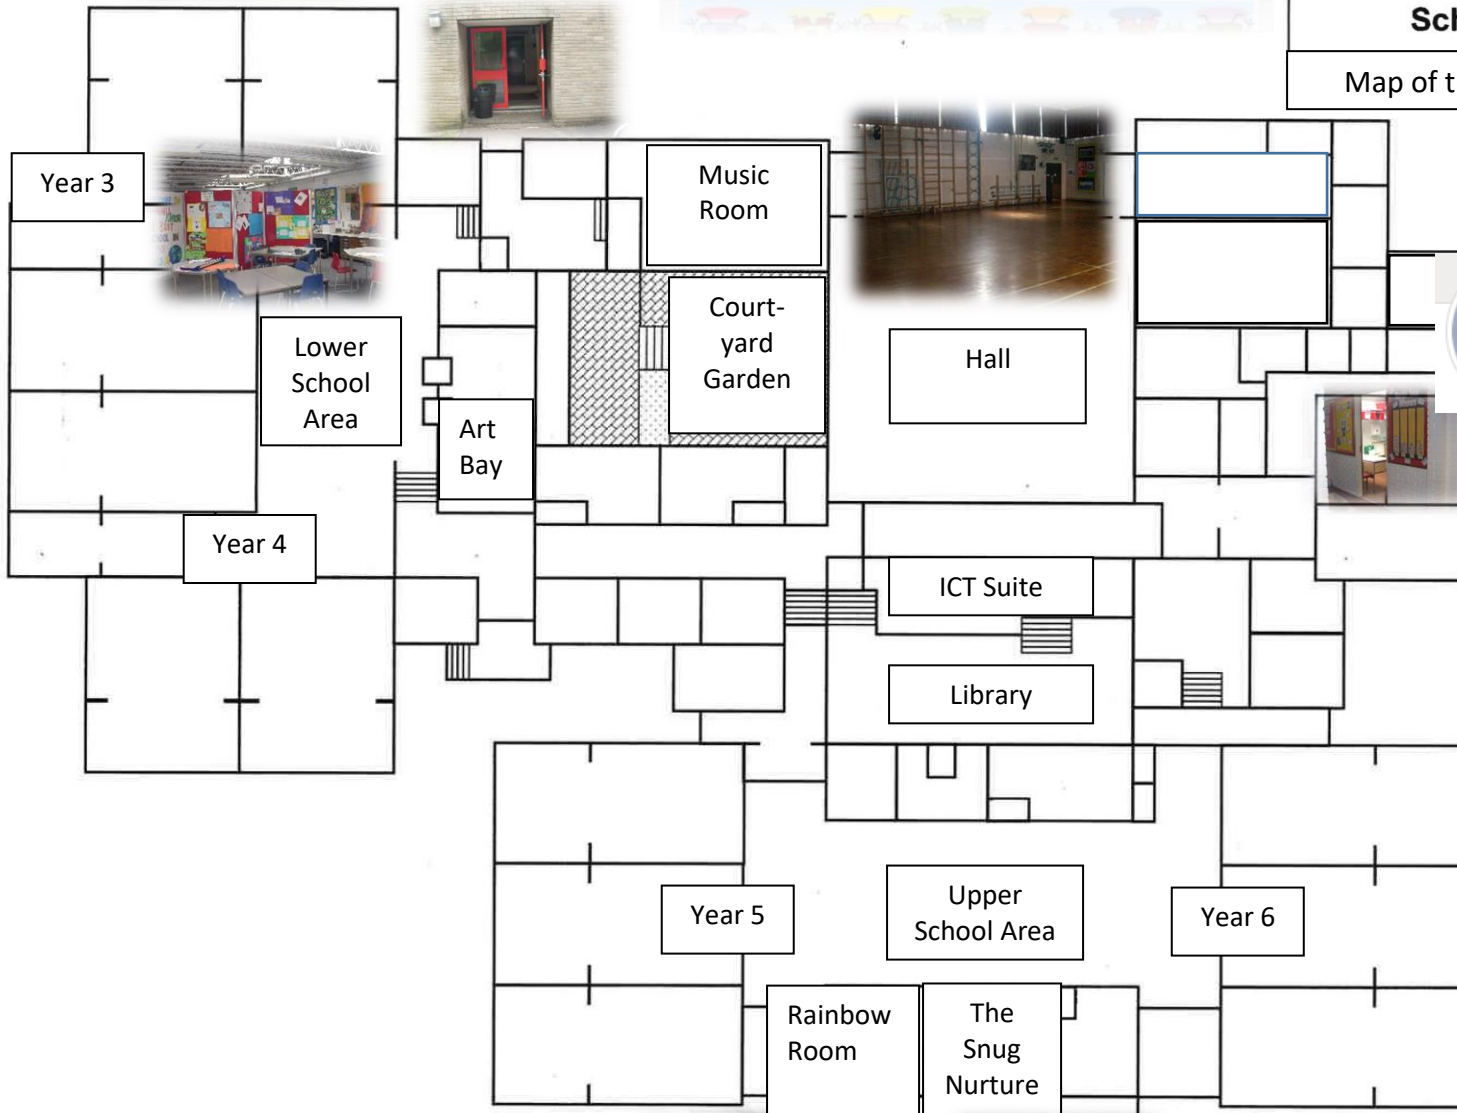 Sch
Map of t
Year 3
Music
Room
Court-
yard
Garden
Lower
School
Area
Hall
Art
Bay
Year 4
ICT Suite
Library
Year 5
Upper
School Area
Year 6
Rainbow
Room
The
Snug
Nurture